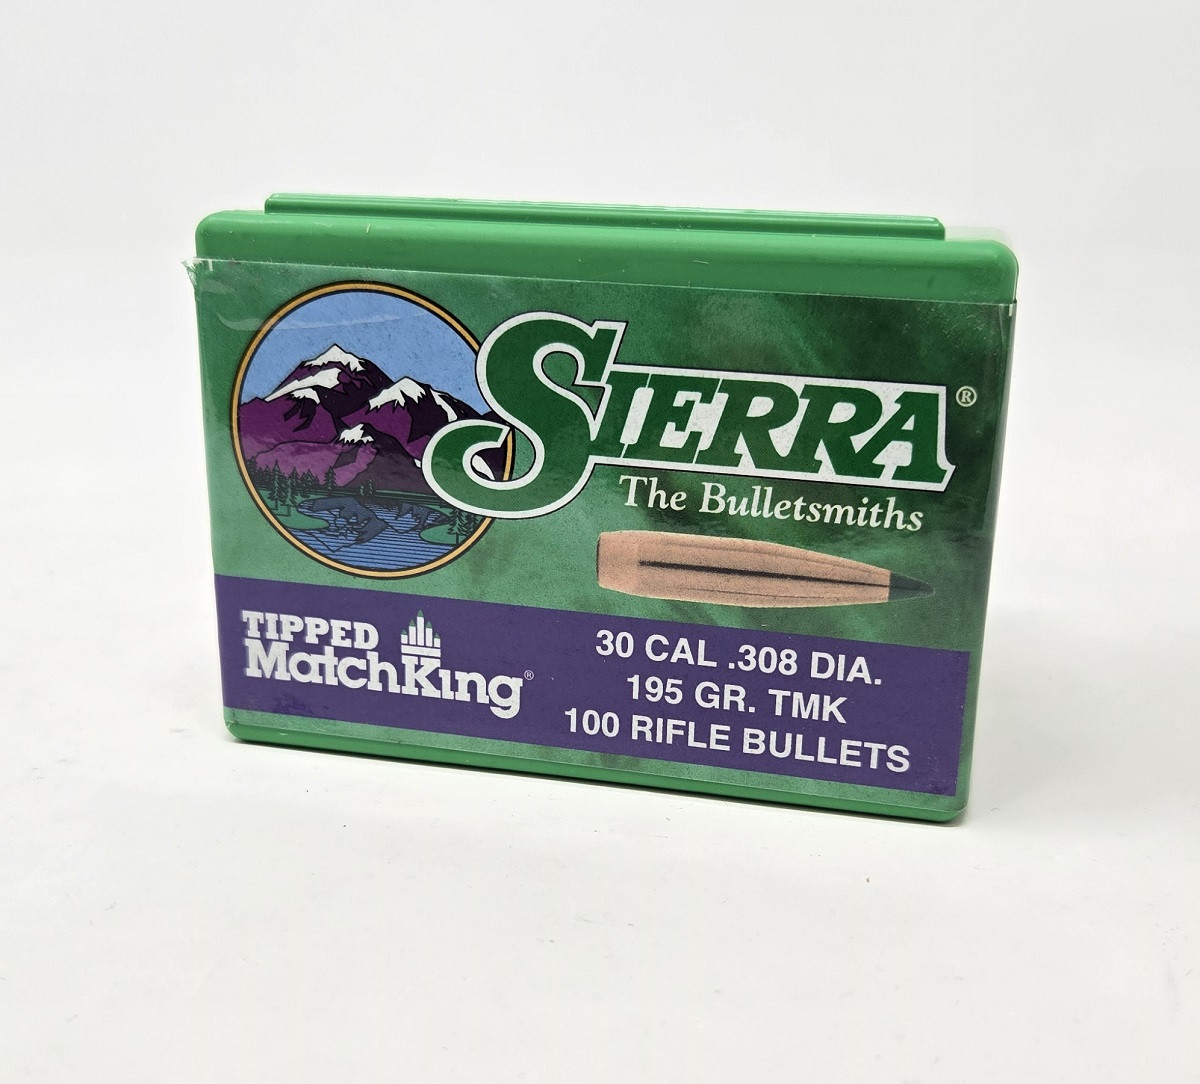 SIERRA®
The Bulletsmiths
TIPPED
MatchKing®
30 CAL .308 DIA.
195 GR. TMK
100 RIFLE BULLETS